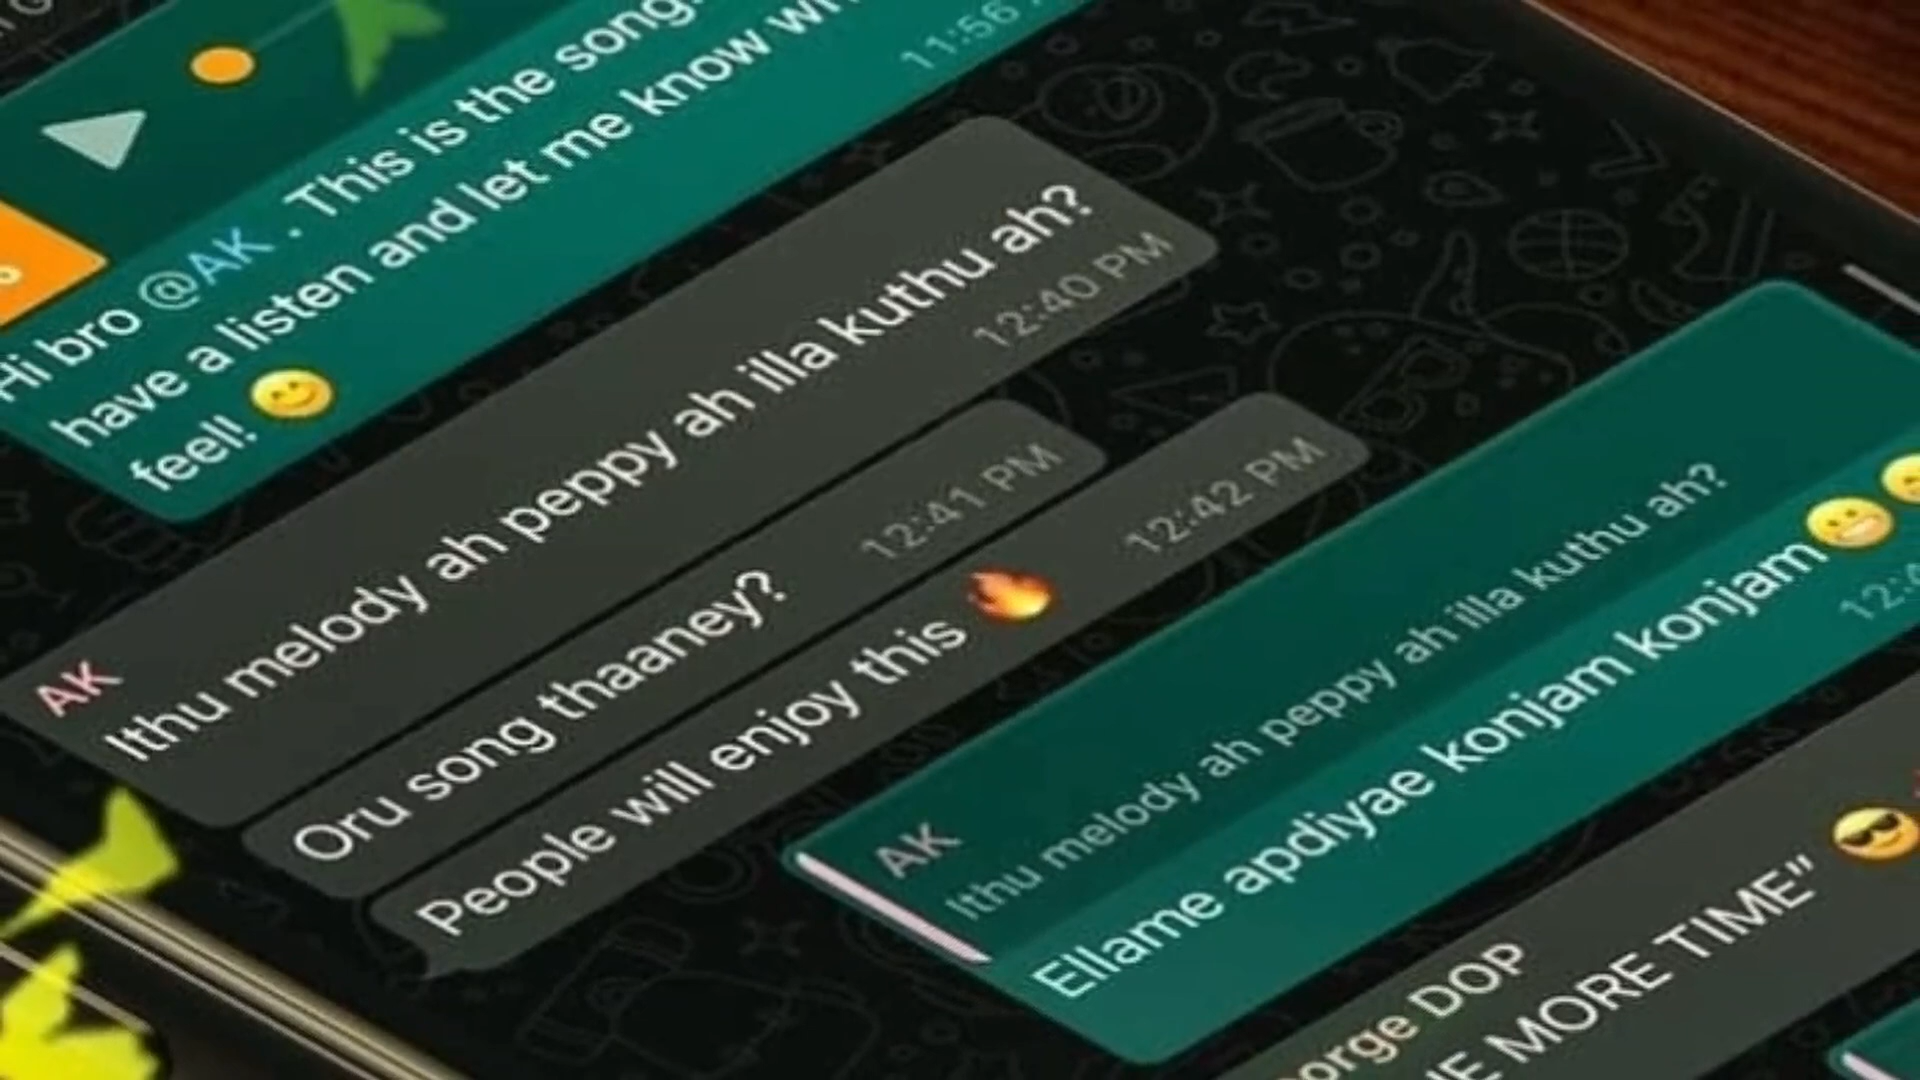 Hi bro @AK . This is the song.
have a listen and let me know
feel! 😊
11:56
AK
Ithu melody ah peppy ah illa kuthu ah?
12:40 PM
Oru song thaaney?
12:41 PM
People will enjoy this 🔥
12:42 PM
AK
Ithu melody ah peppy ah illa kuthu ah?
Ellame apdiyae konjam konjam😬
DOP
MORE TIME” 😎